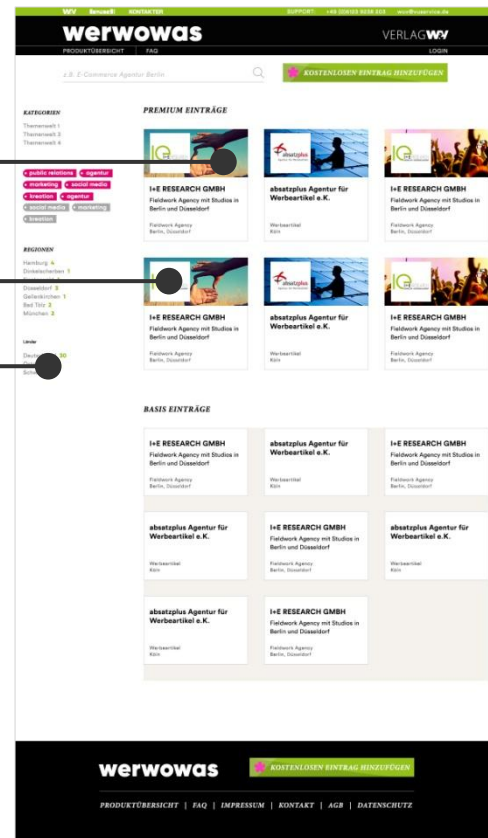 W&V
KONTAKTER
SUPPORT:
werwowas
VERLAG W&V
PRODUKTÜBERSICHT
FAQ
LOGIN
z.B. E-Commerce Agentur Berlin
KOSTENLOSEN EINTRAG HINZUFÜGEN
KATEGORIEN
Themenwelt 1
Themenwelt 3
Themenwelt 4
public relations
agentur
marketing
social media
kreation
agentur
social media
marketing
kreation
REGIONEN
Hamburg 4
Dinkelscherben 1
Düsseldorf 3
Geilenkirchen 1
Bad Tölz 2
München 2
Länder
PREMIUM EINTRÄGE
absatzplus
I+E RESEARCH GMBH
Fieldwork Agency mit Studios in
Berlin und Düsseldorf
Fieldwork Agency
Berlin, Düsseldorf
absatzplus Agentur für
Werbeartikel e.K.
Werbeartikel
Köln
I+E RESEARCH GMBH
Fieldwork Agency mit Studios in
Berlin und Düsseldorf
Fieldwork Agency
Berlin, Düsseldorf
absatzplus
I+E RESEARCH GMBH
Fieldwork Agency mit Studios in
Berlin und Düsseldorf
Fieldwork Agency
Berlin, Düsseldorf
absatzplus Agentur für
Werbeartikel e.K.
Werbeartikel
Köln
I+E RESEARCH GMBH
Fieldwork Agency mit Studios in
Berlin und Düsseldorf
Fieldwork Agency
Berlin, Düsseldorf
BASIS EINTRÄGE
I+E RESEARCH GMBH
Fieldwork Agency mit Studios in
Berlin und Düsseldorf
Fieldwork Agency
Berlin, Düsseldorf
absatzplus Agentur für
Werbeartikel e.K.
Werbeartikel
Köln
I+E RESEARCH GMBH
Fieldwork Agency mit Studios in
Berlin und Düsseldorf
Fieldwork Agency
Berlin, Düsseldorf
absatzplus Agentur für
Werbeartikel e.K.
Werbeartikel
Köln
I+E RESEARCH GMBH
Fieldwork Agency mit Studios in
Berlin und Düsseldorf
Fieldwork Agency
Berlin, Düsseldorf
absatzplus Agentur für
Werbeartikel e.K.
Werbeartikel
Köln
absatzplus Agentur für
Werbeartikel e.K.
Werbeartikel
Köln
I+E RESEARCH GMBH
Fieldwork Agency mit Studios in
Berlin und Düsseldorf
Fieldwork Agency
Berlin, Düsseldorf
werwowas
KOSTENLOSEN EINTRAG HINZUFÜGEN
PRODUKTÜBERSICHT | FAQ | IMPRESSUM | KONTAKT | AGB | DATENSCHUTZ